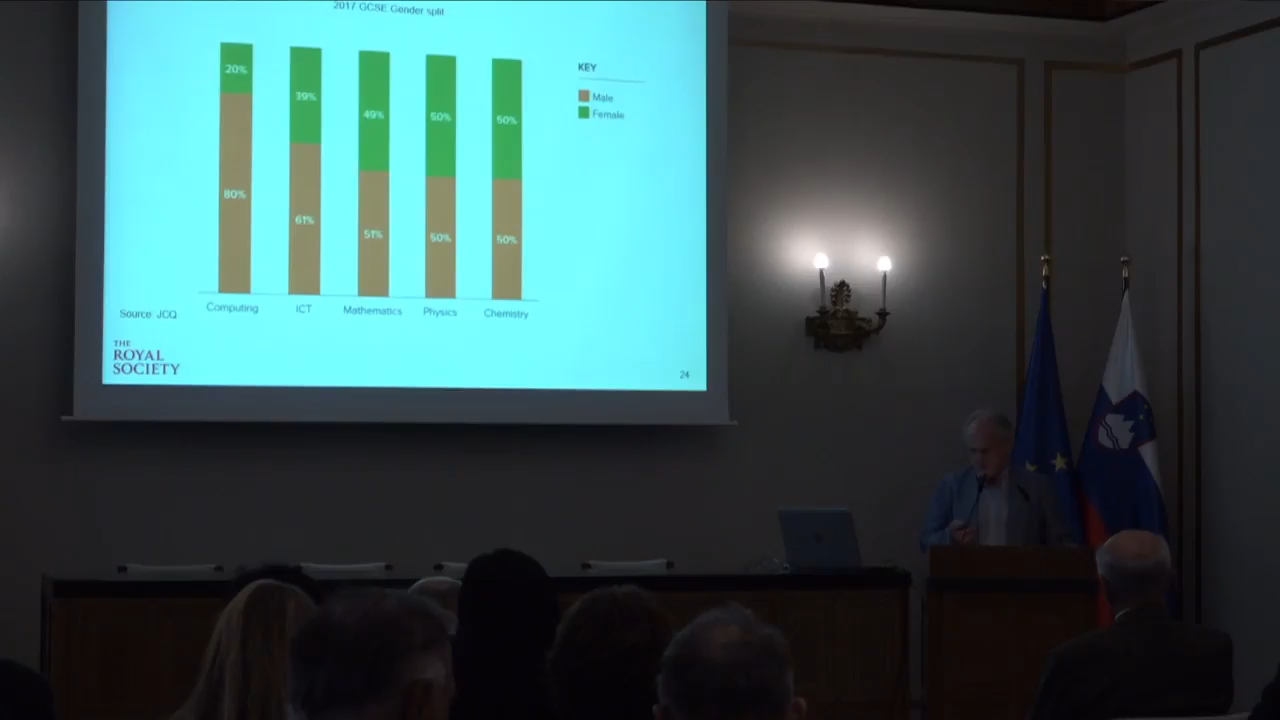 2017 GCSE Gender split
20%
39%
49%
50%
50%
80%
61%
51%
50%
50%
KEY
Male
Female
Computing
ICT
Mathematics
Physics
Chemistry
Source JCQ
THE
ROYAL
SOCIETY
24